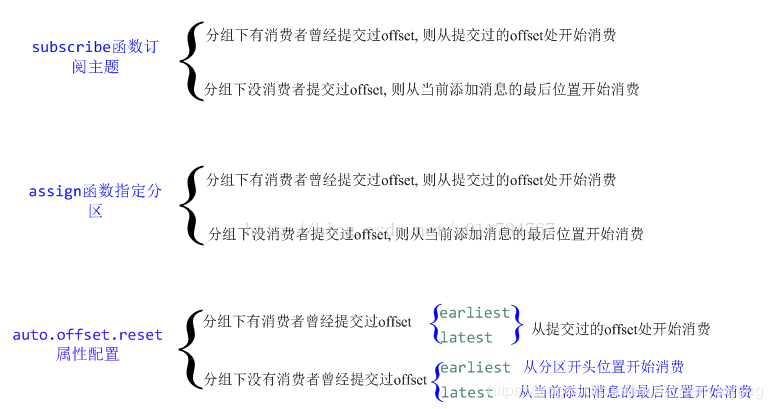 subscribe函数订
阅主题
分组下有消费者曾经提交过offset, 则从提交过的offset处开始消费
分组下没消费者提交过offset, 则从当前添加消息的最后位置开始消费
assign函数指定分
区
分组下有消费者曾经提交过offset, 则从提交过的offset处开始消费
分组下没消费者提交过offset, 则从当前添加消息的最后位置开始消费
auto.offset.reset
属性配置
分组下有消费者曾经提交过offset
earliest
latest
从提交过的offset处开始消费
分组下没有消费者曾经提交过offset
earliest 从分区开头位置开始消费
latest 从当前添加消息的最后位置开始消费